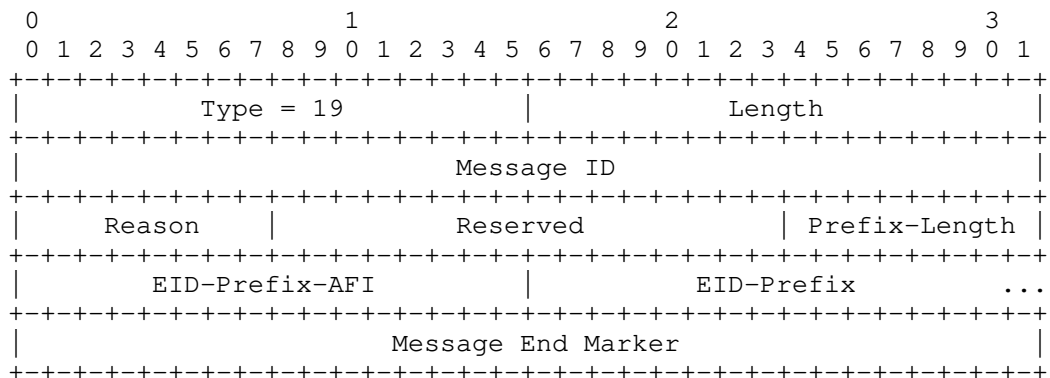 0                   1                   2                   3
 0 1 2 3 4 5 6 7 8 9 0 1 2 3 4 5 6 7 8 9 0 1 2 3 4 5 6 7 8 9 0 1
+-+-+-+-+-+-+-+-+-+-+-+-+-+-+-+-+-+-+-+-+-+-+-+-+-+-+-+-+-+-+-+-+
|           Type = 19           |            Length             |
+-+-+-+-+-+-+-+-+-+-+-+-+-+-+-+-+-+-+-+-+-+-+-+-+-+-+-+-+-+-+-+-+
|                           Message ID                          |
+-+-+-+-+-+-+-+-+-+-+-+-+-+-+-+-+-+-+-+-+-+-+-+-+-+-+-+-+-+-+-+-+
|     Reason    |           Reserved            | Prefix-Length |
+-+-+-+-+-+-+-+-+-+-+-+-+-+-+-+-+-+-+-+-+-+-+-+-+-+-+-+-+-+-+-+-+
|        EID-Prefix-AFI         |          EID-Prefix         ...
+-+-+-+-+-+-+-+-+-+-+-+-+-+-+-+-+-+-+-+-+-+-+-+-+-+-+-+-+-+-+-+-+
|                       Message End Marker                      |
+-+-+-+-+-+-+-+-+-+-+-+-+-+-+-+-+-+-+-+-+-+-+-+-+-+-+-+-+-+-+-+-+